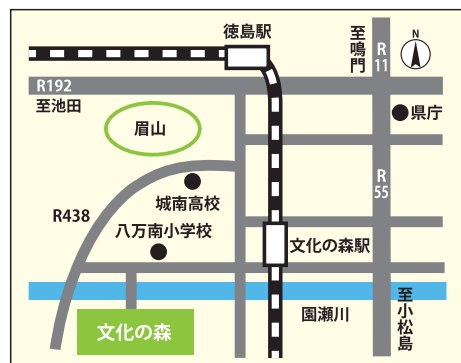 徳島駅
至鳴門
R
11
N
R192
至池田
県庁
眉山
R
55
城南高校
R438
八万南小学校
文化の森駅
園瀬川
至小松島
文化の森